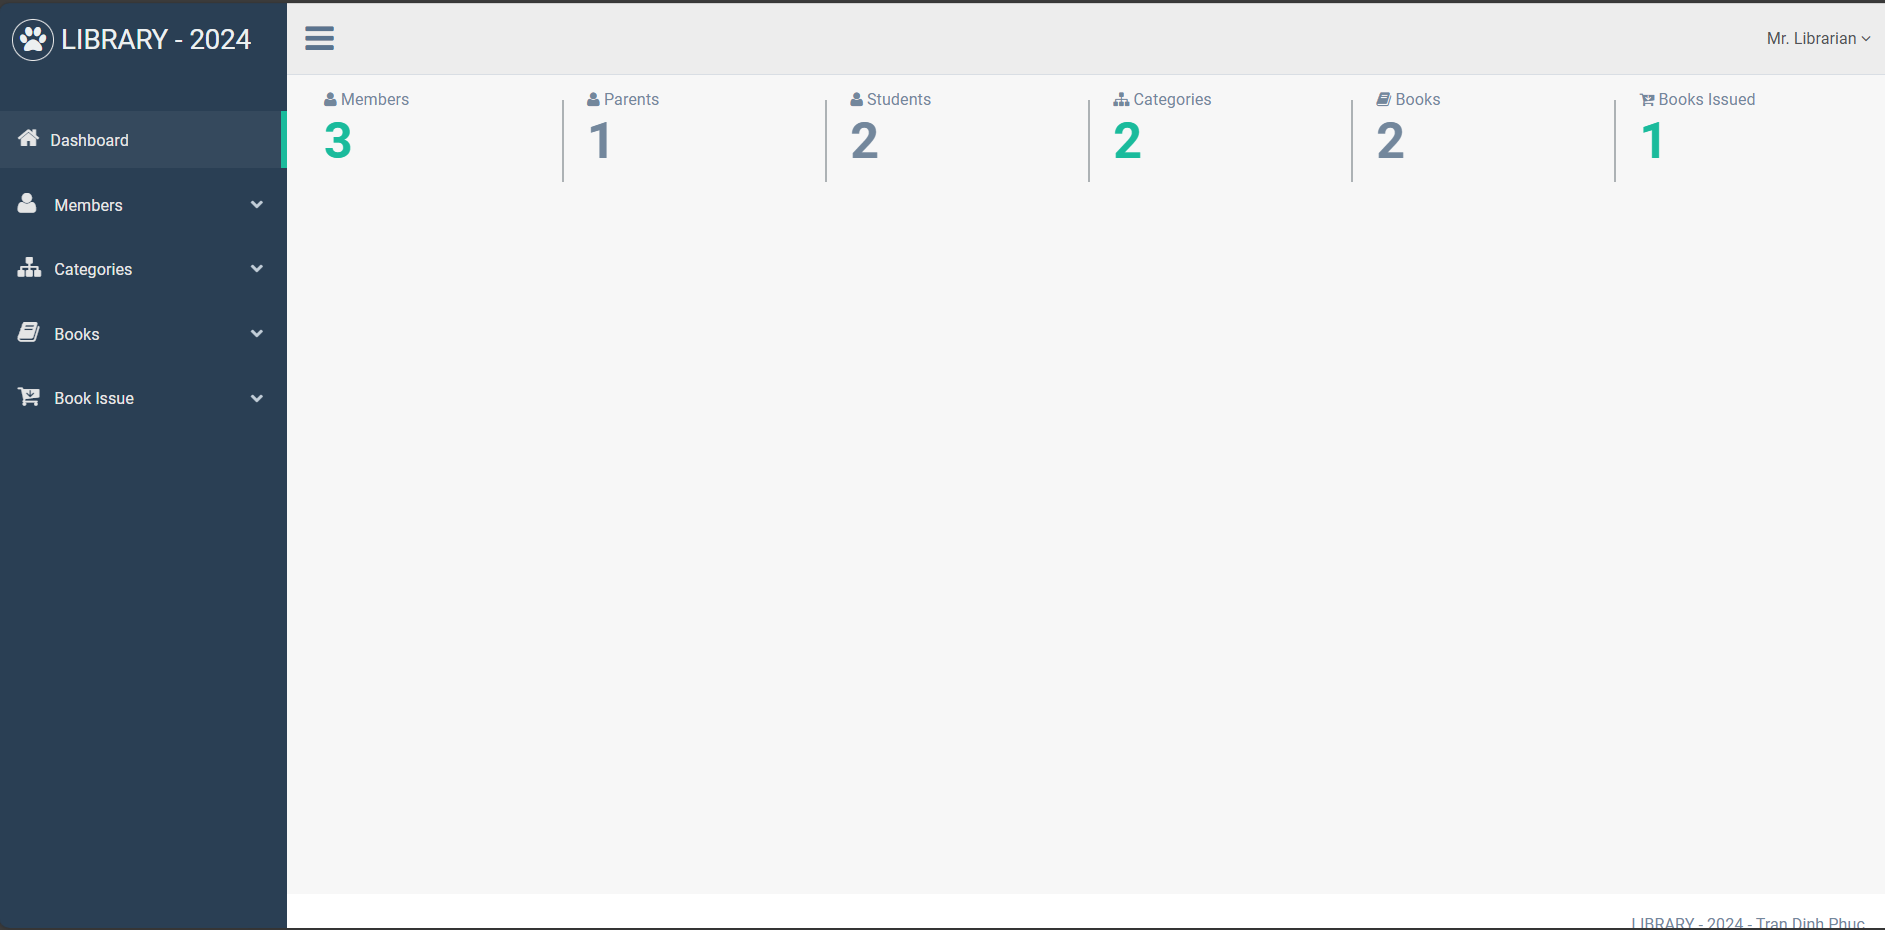 LIBRARY - 2024
Mr. Librarian
Dashboard
Members
Categories
Books
Book Issue
Members
3
Parents
1
Students
2
Categories
2
Books
2
Books Issued
1
LIBRARY - 2024 - Tran Dinh Phuc